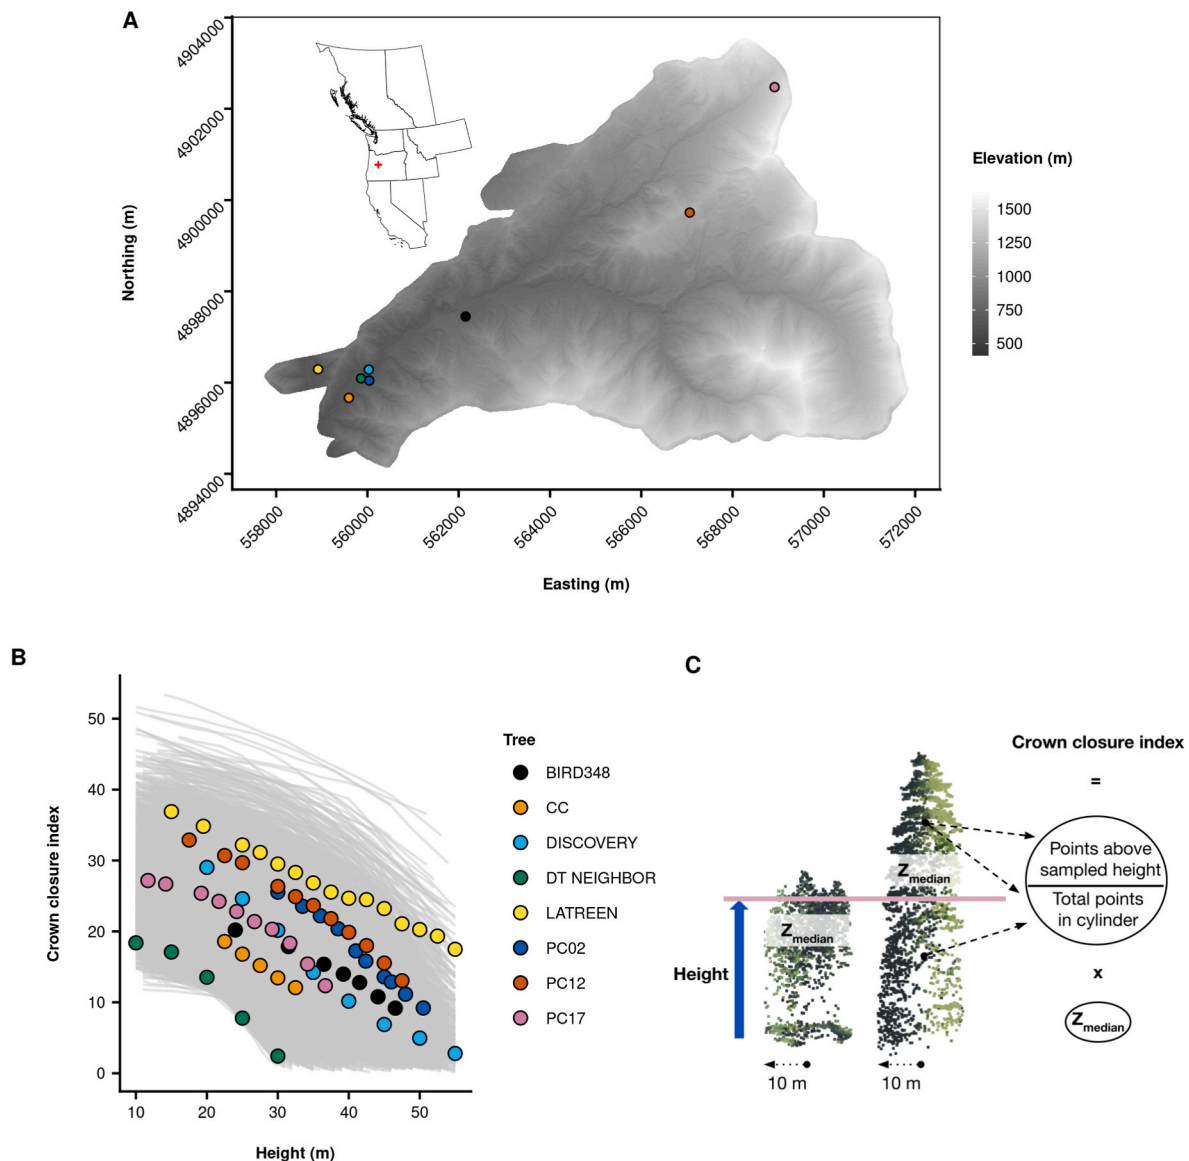 A
Northing (m)
4904000
4902000
4900000
4898000
4896000
4894000
558000
560000
562000
564000
566000
568000
570000
572000
Easting (m)
Elevation (m)
1500
1250
1000
750
500
B
Crown closure index
50
40
30
20
10
0
10
20
30
40
50
Height (m)
Tree
BIRD348
CC
DISCOVERY
DT NEIGHBOR
LATREEN
PC02
PC12
PC17
C
Height
Zmedian
Zmedian
10 m
10 m
Crown closure index
=
Points above
sampled height
Total points
in cylinder
x
Zmedian